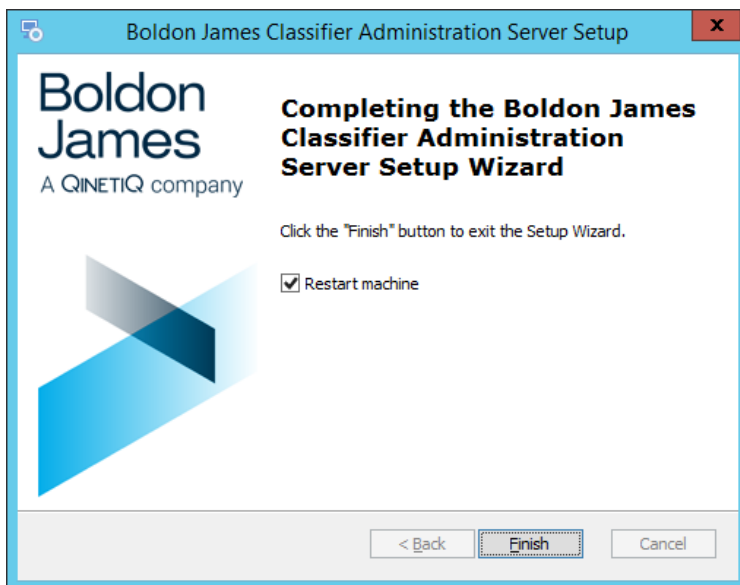 Boldon James Classifier Administration Server Setup
x
Boldon
James
A QINETIQ company
Completing the Boldon James
Classifier Administration
Server Setup Wizard
Click the "Finish" button to exit the Setup Wizard.
Restart machine
< Back
Finish
Cancel